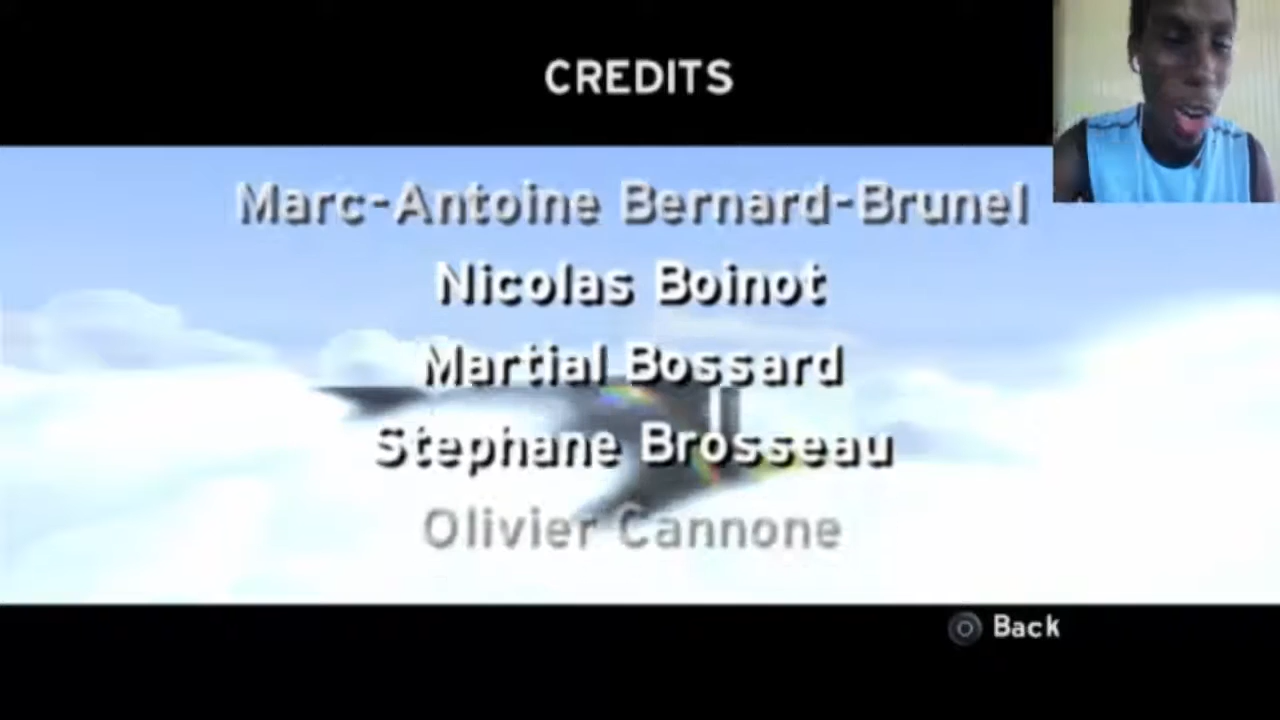 CREDITS
Marc-Antoine Bernard-Brunel
Nicolas Boinot
Martial Bossard
Stephane Brosseau
Olivier Cannone
Back